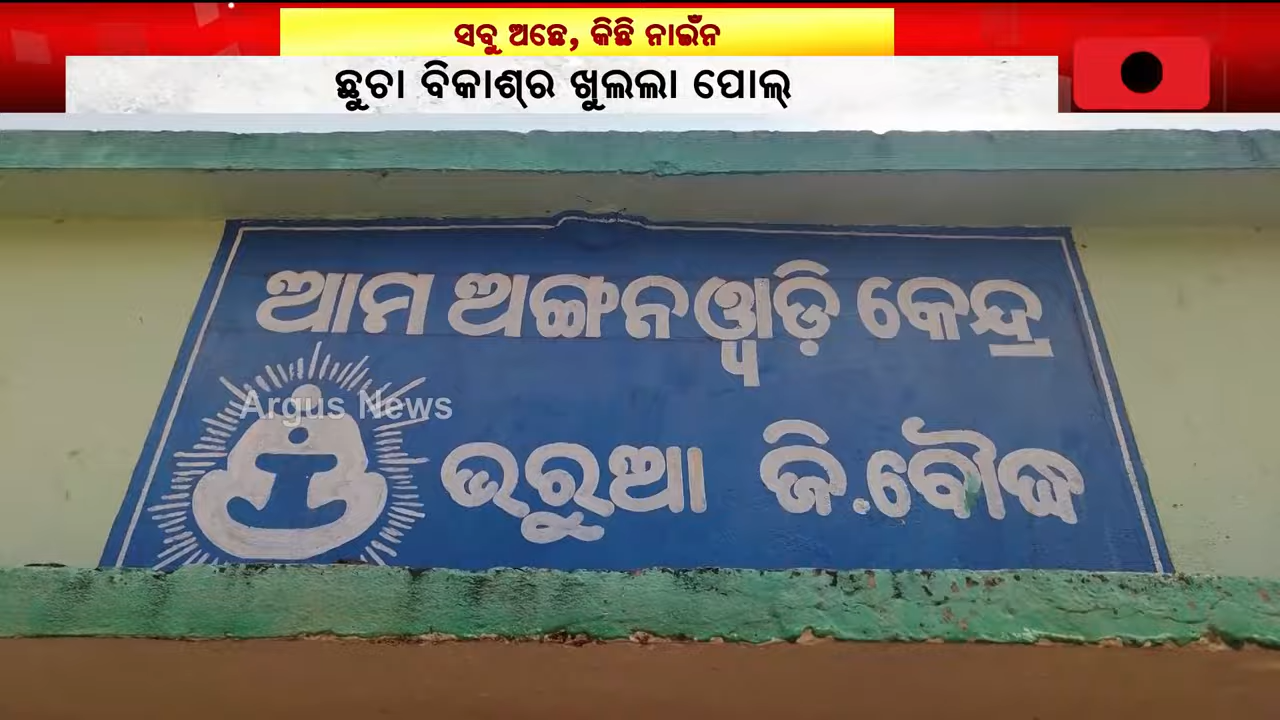 ସବୁ ଅଛେ, କିଛି ନାଇଁନ
ଛୁଚା ବିକାଶ୍‌ର ଖୁଲଲା ପୋଲ୍
ଆମ ଅଙ୍ଗନୱାଡ଼ି କେନ୍ଦ୍ର
Argus News
ଭରୁଆ ଜି.ବୌଦ୍ଧ